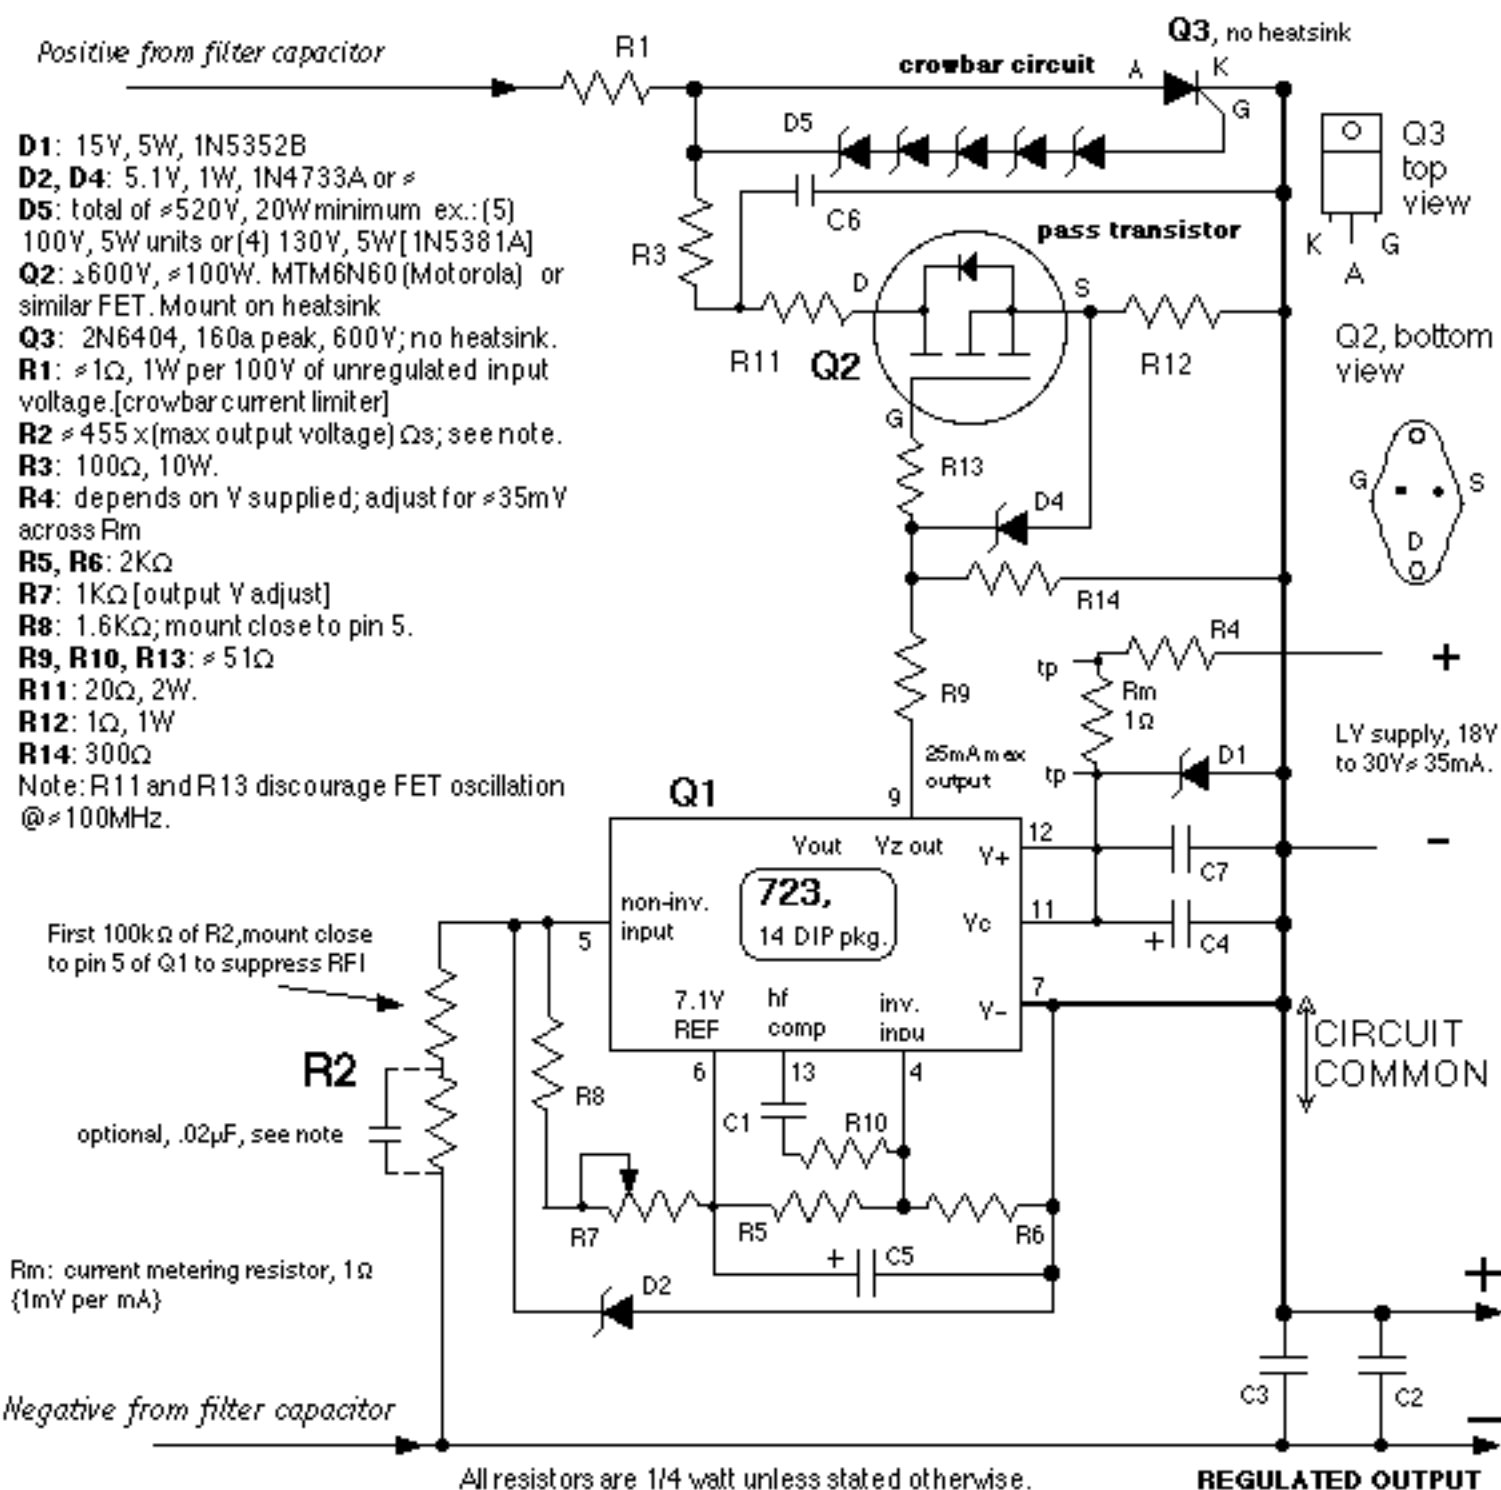 Positive from filter capacitor
R1
crowbar circuit
Q3, no heatsink
A
K
G
D5
D1: 15V, 5W, 1N5352B
D2, D4: 5.1V, 1W, 1N4733A or ≠
D5: total of ≠520V, 20W minimum ex.: (5)
100V, 5W units or (4) 130V, 5W [1N5381A]
Q2: ≥600V, ≠100W. MTM6N60 (Motorola) or
similar FET. Mount on heatsink
Q3: 2N6404, 160a peak, 600V; no heatsink.
R1: ≠1Ω, 1W per 100V of unregulated input
voltage.[crowbar current limiter]
R2 ≠ 455 x (max output voltage) Ωs; see note.
R3: 100Ω, 10W.
R4: depends on V supplied; adjust for ≠35mV
across Rm
R5, R6: 2KΩ
R7: 1KΩ [output V adjust]
R8: 1.6KΩ; mount close to pin 5.
R9, R10, R13: ≠ 51Ω
R11: 20Ω, 2W.
R12: 1Ω, 1W
R14: 300Ω
Note: R11 and R13 discourage FET oscillation
@≠100MHz.
Q3
top
view
K
G
A
C6
R3
pass transistor
D
S
R11
Q2
R12
G
Q2, bottom
view
G
S
D
R13
D4
R14
R4
tp
Rm
1Ω
+
R9
LV supply, 18V
to 30V≠ 35mA.
tp
D1
25mA max
output
−
Q1
9
Vout
Vz out
V+
12
C7
723,
14 DIP pkg.
non-inv.
input
5
Vc
11
+
C4
First 100kΩ of R2,mount close
to pin 5 of Q1 to suppress RFI
7.1V
REF
hf
comp
inv.
inpu
V−
7
CIRCUIT
COMMON
R2
6
13
4
R8
C1
R10
optional, .02µF, see note
R7
R5
R6
+
C5
D2
Rm: current metering resistor, 1Ω
{1mV per mA}
+
C3
C2
Negative from filter capacitor
−
All resistors are 1/4 watt unless stated otherwise.
REGULATED OUTPUT